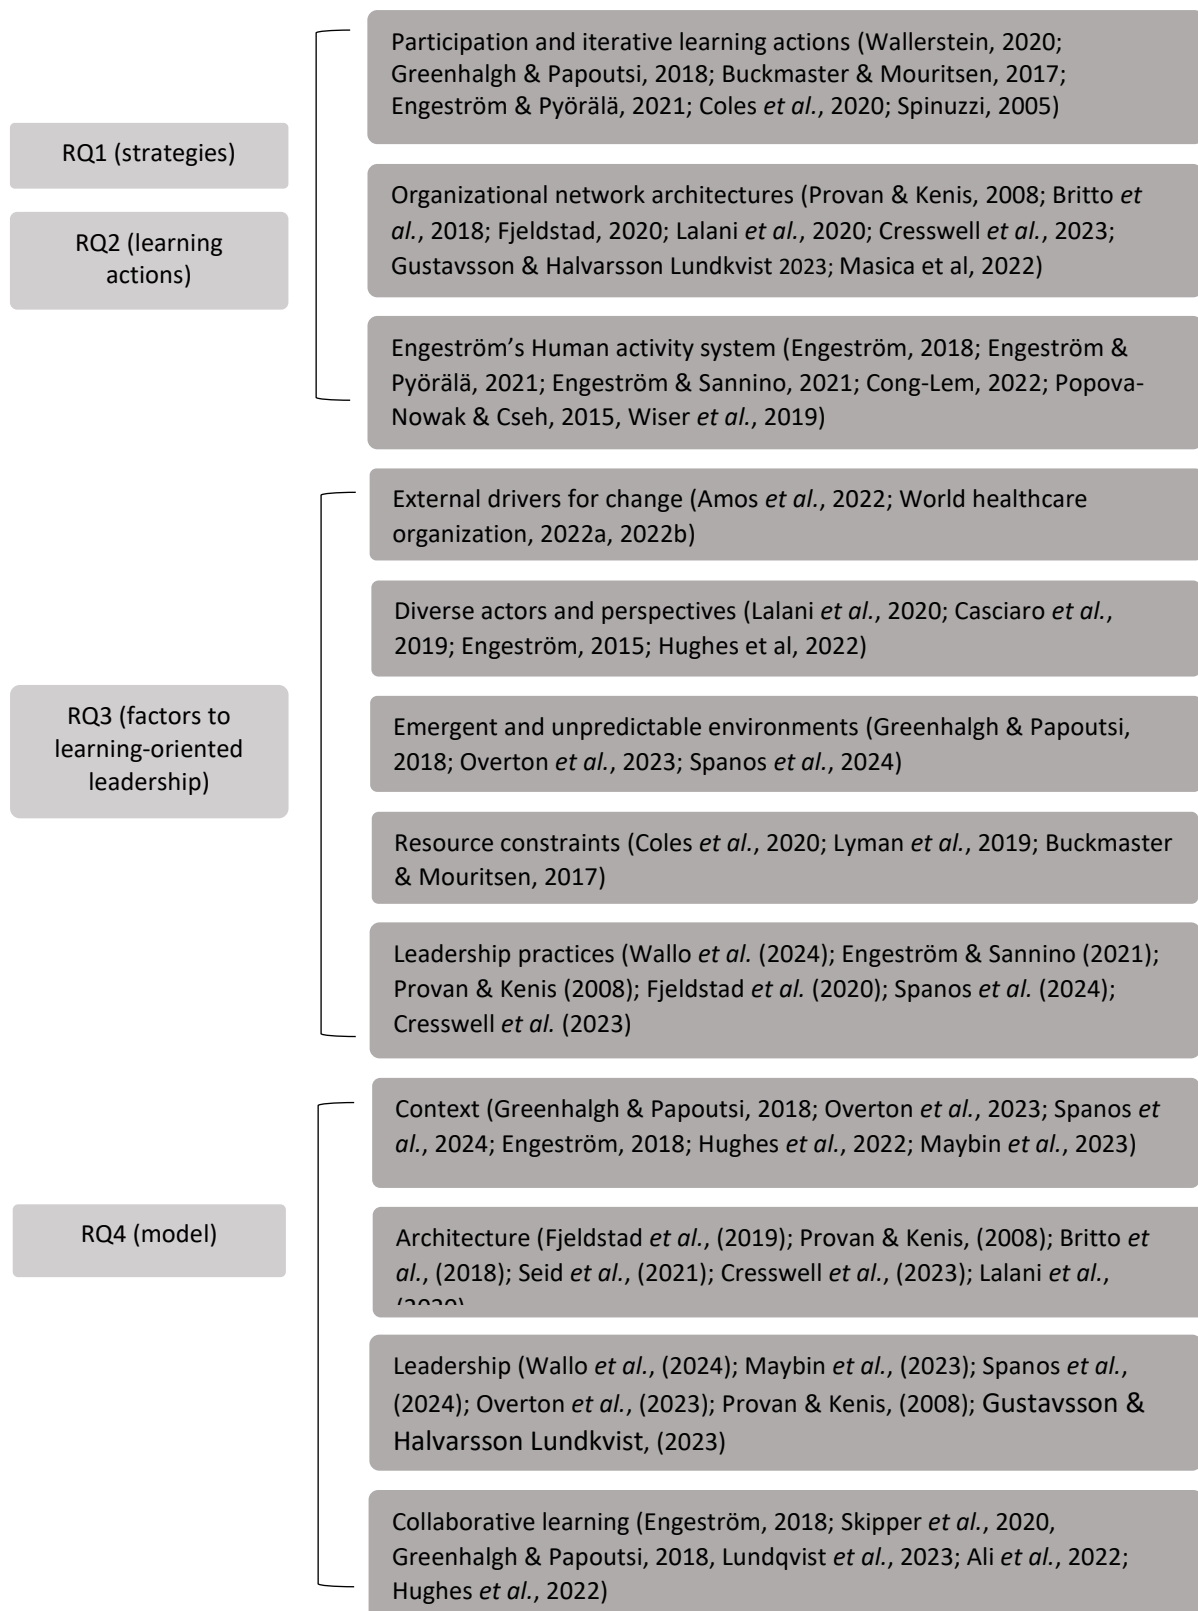 RQ1 (strategies)
RQ2 (learning
actions)
Participation and iterative learning actions (Wallerstein, 2020;
Greenhalgh & Papoutsi, 2018; Buckmaster & Mouritsen, 2017;
Engeström & Pyörälä, 2021; Coles et al., 2020; Spinuzzi, 2005)
Organizational network architectures (Provan & Kenis, 2008; Britto et
al., 2018; Fjeldstad, 2020; Lalani et al., 2020; Cresswell et al., 2023;
Gustavsson & Halvarsson Lundkvist 2023; Masica et al, 2022)
Engeström’s Human activity system (Engeström, 2018; Engeström &
Pyörälä, 2021; Engeström & Sannino, 2021; Cong-Lem, 2022; Popova-
Nowak & Cseh, 2015, Wiser et al., 2019)
RQ3 (factors to
learning-oriented
leadership)
External drivers for change (Amos et al., 2022; World healthcare
organization, 2022a, 2022b)
Diverse actors and perspectives (Lalani et al., 2020; Casciaro et al.,
2019; Engeström, 2015; Hughes et al, 2022)
Emergent and unpredictable environments (Greenhalgh & Papoutsi,
2018; Overton et al., 2023; Spanos et al., 2024)
Resource constraints (Coles et al., 2020; Lyman et al., 2019; Buckmaster
& Mouritsen, 2017)
Leadership practices (Wallo et al. (2024); Engeström & Sannino (2021);
Provan & Kenis (2008); Fjeldstad et al. (2020); Spanos et al. (2024);
Cresswell et al. (2023)
RQ4 (model)
Context (Greenhalgh & Papoutsi, 2018; Overton et al., 2023; Spanos et
al., 2024; Engeström, 2018; Hughes et al., 2022; Maybin et al., 2023)
Architecture (Fjeldstad et al., (2019); Provan & Kenis, (2008); Britto et
al., (2018); Seid et al., (2021); Cresswell et al., (2023); Lalani et al.,
Leadership (Wallo et al., (2024); Maybin et al., (2023); Spanos et al.,
(2024); Overton et al., (2023); Provan & Kenis, (2008); Gustavsson &
Halvarsson Lundkvist, (2023)
Collaborative learning (Engeström, 2018; Skipper et al., 2020,
Greenhalgh & Papoutsi, 2018, Lundqvist et al., 2023; Ali et al., 2022;
Hughes et al., 2022)